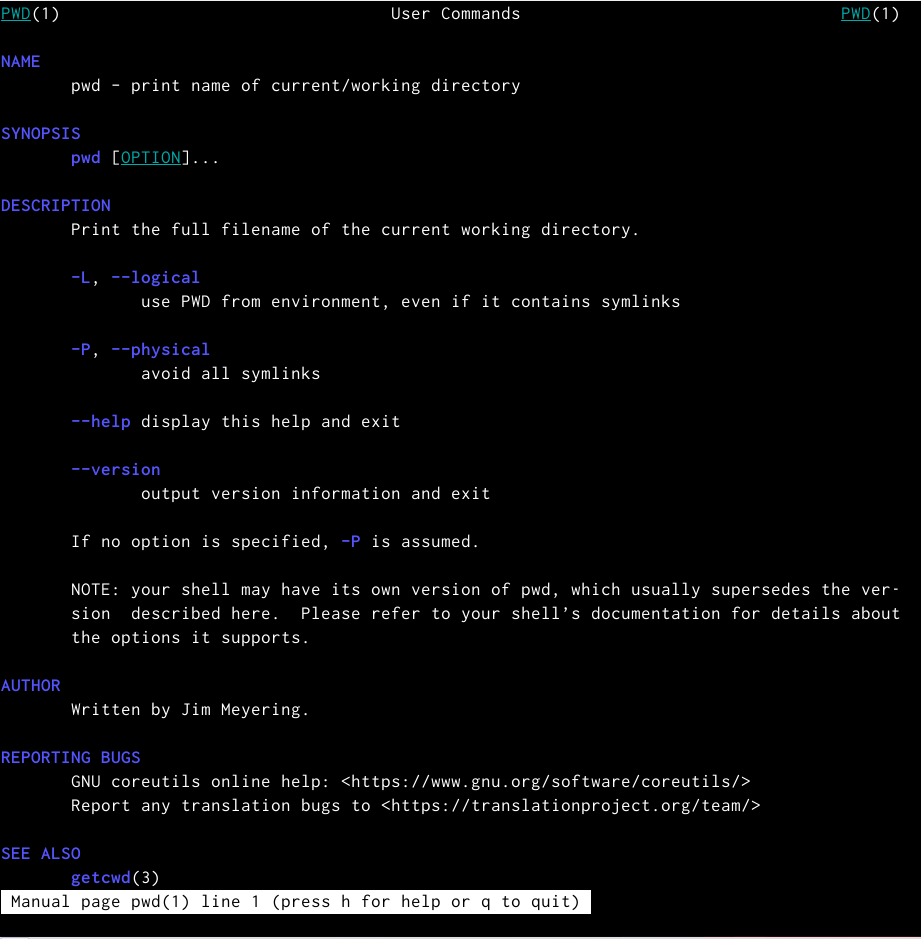 PWD(1) User Commands PWD(1)
NAME
pwd - print name of current/working directory
SYNOPSIS
pwd [OPTION]...
DESCRIPTION
Print the full filename of the current working directory.
-L, --logical
use PWD from environment, even if it contains symlinks
-P, --physical
avoid all symlinks
--help display this help and exit
--version
output version information and exit
If no option is specified, -P is assumed.
NOTE: your shell may have its own version of pwd, which usually supersedes the ver-
sion  described here.  Please refer to your shell's documentation for details about
the options it supports.
AUTHOR
Written by Jim Meyering.
REPORTING BUGS
GNU coreutils online help: <https://www.gnu.org/software/coreutils/>
Report any translation bugs to <https://translationproject.org/team/>
SEE ALSO
getcwd(3)
Manual page pwd(1) line 1 (press h for help or q to quit)